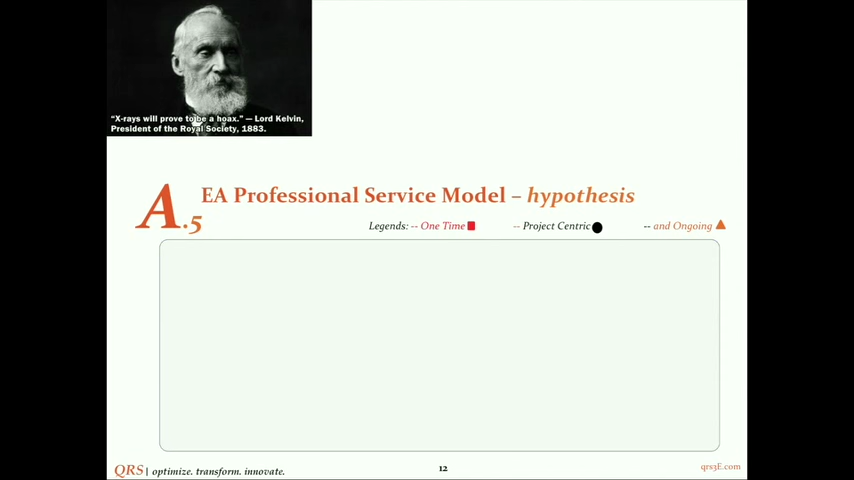 “X-rays will prove to be a hoax.” — Lord Kelvin,
President of the Royal Society, 1883.
A.5 EA Professional Service Model – hypothesis
Legends: -- One Time -- Project Centric -- and Ongoing
QRS | optimize. transform. innovate. 12 qrs3E.com